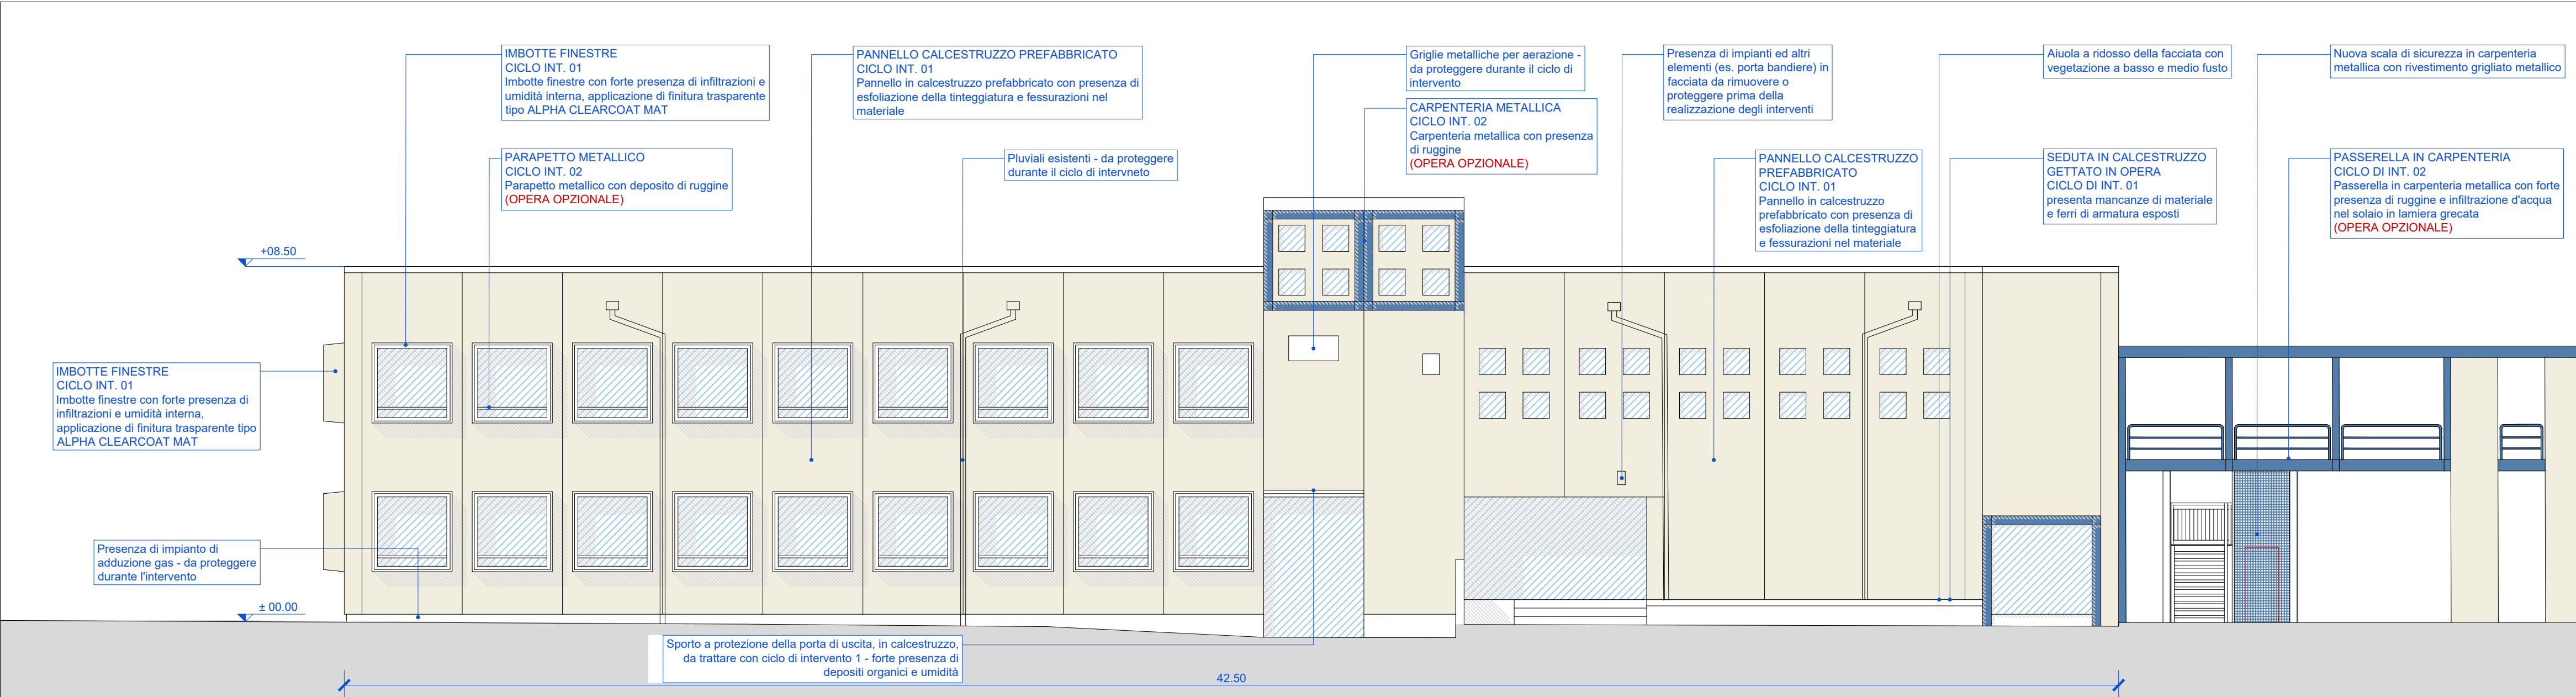 IMBOTTE FINESTRE
CICLO INT. 01
Imbotte finestre con forte presenza di infiltrazioni e
umidità interna, applicazione di finitura trasparente
tipo ALPHA CLEARCOAT MAT
PANNELLO CALCESTRUZZO PREFABBRICATO
CICLO INT. 01
Pannello in calcestruzzo prefabbricato con presenza di
esfoliazione della tinteggiatura e fessurazioni nel
materiale
Griglie metalliche per aerazione -
da proteggere durante il ciclo di
intervento
CARPENTERIA METALLICA
CICLO INT. 02
Carpenteria metallica con presenza
di ruggine
(OPERA OPZIONALE)
Presenza di impianti ed altri
elementi (es. porta bandiere) in
facciata da rimuovere o
proteggere prima della
realizzazione degli interventi
Aiuola a ridosso della facciata con
vegetazione a basso e medio fusto
Nuova scala di sicurezza in carpenteria
metallica con rivestimento grigliato metallico
PARAPETTO METALLICO
CICLO INT. 02
Parapetto metallico con deposito di ruggine
(OPERA OPZIONALE)
Pluviali esistenti - da proteggere
durante il ciclo di intervneto
PANNELLO CALCESTRUZZO
PREFABBRICATO
CICLO INT. 01
Pannello in calcestruzzo
prefabbricato con presenza di
esfoliazione della tinteggiatura
e fessurazioni nel materiale
SEDUTA IN CALCESTRUZZO
GETTATO IN OPERA
CICLO DI INT. 01
presenta mancanze di materiale
e ferri di armatura esposti
PASSERELLA IN CARPENTERIA
CICLO DI INT. 02
Passerella in carpenteria metallica con forte
presenza di ruggine e infiltrazione d'acqua
nel solaio in lamiera grecata
(OPERA OPZIONALE)
+08.50
IMBOTTE FINESTRE
CICLO INT. 01
Imbotte finestre con forte presenza di
infiltrazioni e umidità interna,
applicazione di finitura trasparente tipo
ALPHA CLEARCOAT MAT
Presenza di impianto di
adduzione gas - da proteggere
durante l'intervento
± 00.00
Sporto a protezione della porta di uscita, in calcestruzzo,
da trattare con ciclo di intervento 1 - forte presenza di
depositi organici e umidità
42.50